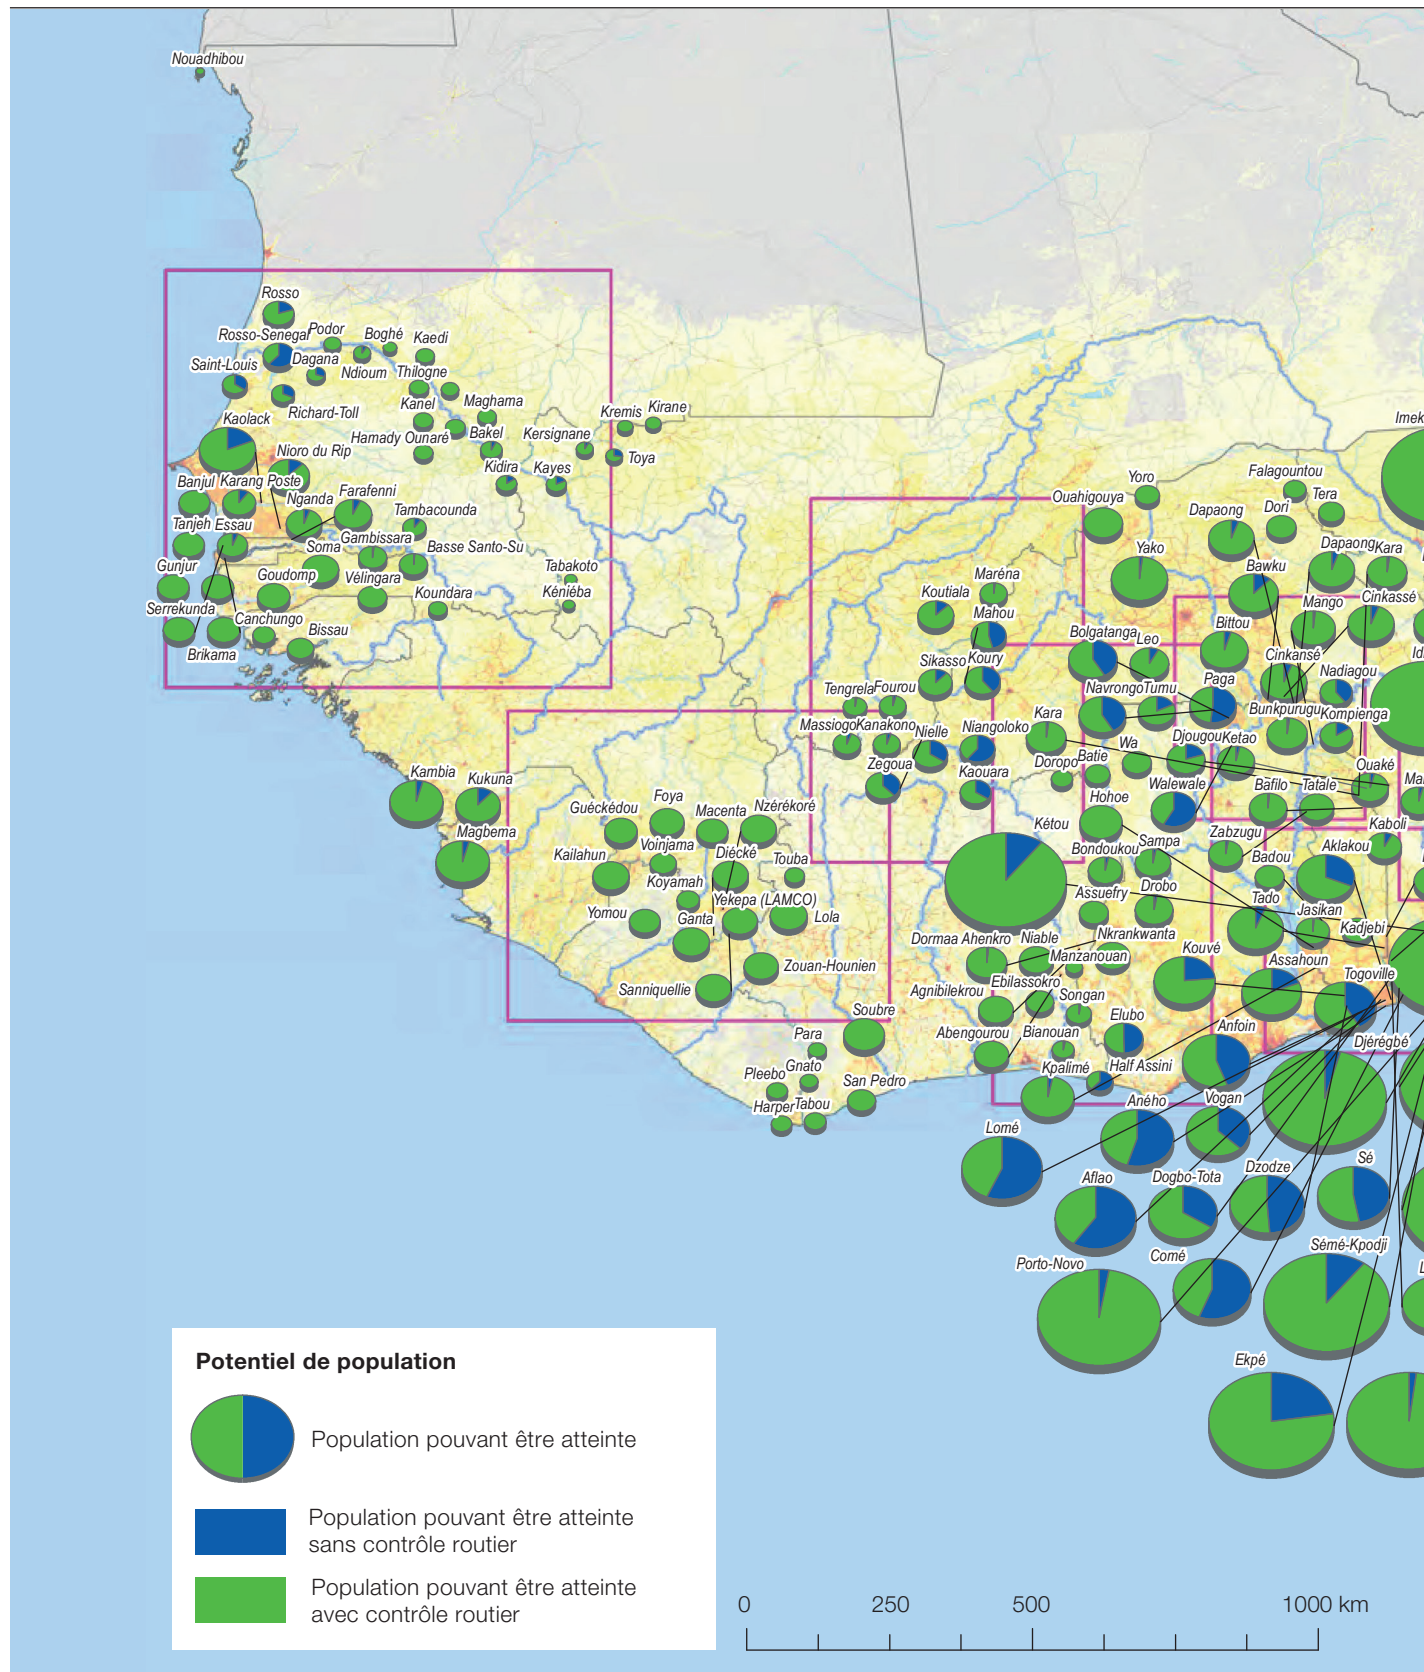 Nouadhibou
Rosso
Rosso-Senegal
Podor
Boghé
Kaedi
Saint-Louis
Dagana
Ndioum
Thilogne
Richard-Toll
Kanel
Maghama
Kaolack
Hamady Ounaré
Bakel
Kersignane
Kremis
Kirane
Toya
Nioro du Rip
Kidira
Kayes
Banjul
Karang Poste
Nganda
Farafenni
Tambacounda
Tanjeh
Essau
Gambissara
Basse Santo-Su
Soma
Gunjur
Goudomp
Vélingara
Koundara
Tabakoto
Kéniéba
Serrekunda
Canchungo
Bissau
Brikama
Imek
Yoro
Ouahigouya
Falagountou
Tera
Dori
Dapaong
Dapaong
Kara
Yako
Bawku
Maréna
Koutiala
Mahou
Mango
Cinkassé
Bolgatanga
Leo
Bittou
Sikasso
Koury
Cinkansé
Nadiagou
Paga
Tengrela
Fourou
Navrongo
Tumu
Bunkpurugu
Kompienga
Massiogo
Kanakono
Nielle
Niangoloko
Kara
Wa
Djougou
Ketao
Zegoua
Kaouara
Doropo
Batie
Walewale
Bafilo
Tatale
Ouaké
Kambia
Kukuna
Guéckédou
Foya
Macenta
Nzérékoré
Hohoe
Kétou
Magbema
Kailahun
Voinjama
Diécké
Touba
Bondoukou
Sampa
Zabzugu
Kaboli
Badou
Aklakou
Koyamah
Yekepa (LAMCO)
Assuefry
Drobo
Tado
Jasikan
Yomou
Ganta
Lola
Kadjebi
Dormaa Ahenkro
Niable
Nkrankwanta
Manzanouan
Kouvé
Assahoun
Togoville
Zouan-Hounien
Sanniquellie
Agnibilekrou
Ebilassokro
Songan
Soubre
Abengourou
Bianouan
Elubo
Anfoin
Djérégbé
Para
Gnato
Pleebo
San Pedro
Kpalimé
Half Assini
Harper
Tabou
Aného
Vogan
Lomé
Aflao
Dogbo-Tota
Dzodze
Sé
Porto-Novo
Comé
Sémé-Kpodji
Ekpé
Potentiel de population
Population pouvant être atteinte
Population pouvant être atteinte
sans contrôle routier
Population pouvant être atteinte
avec contrôle routier
0 250 500 1000 km